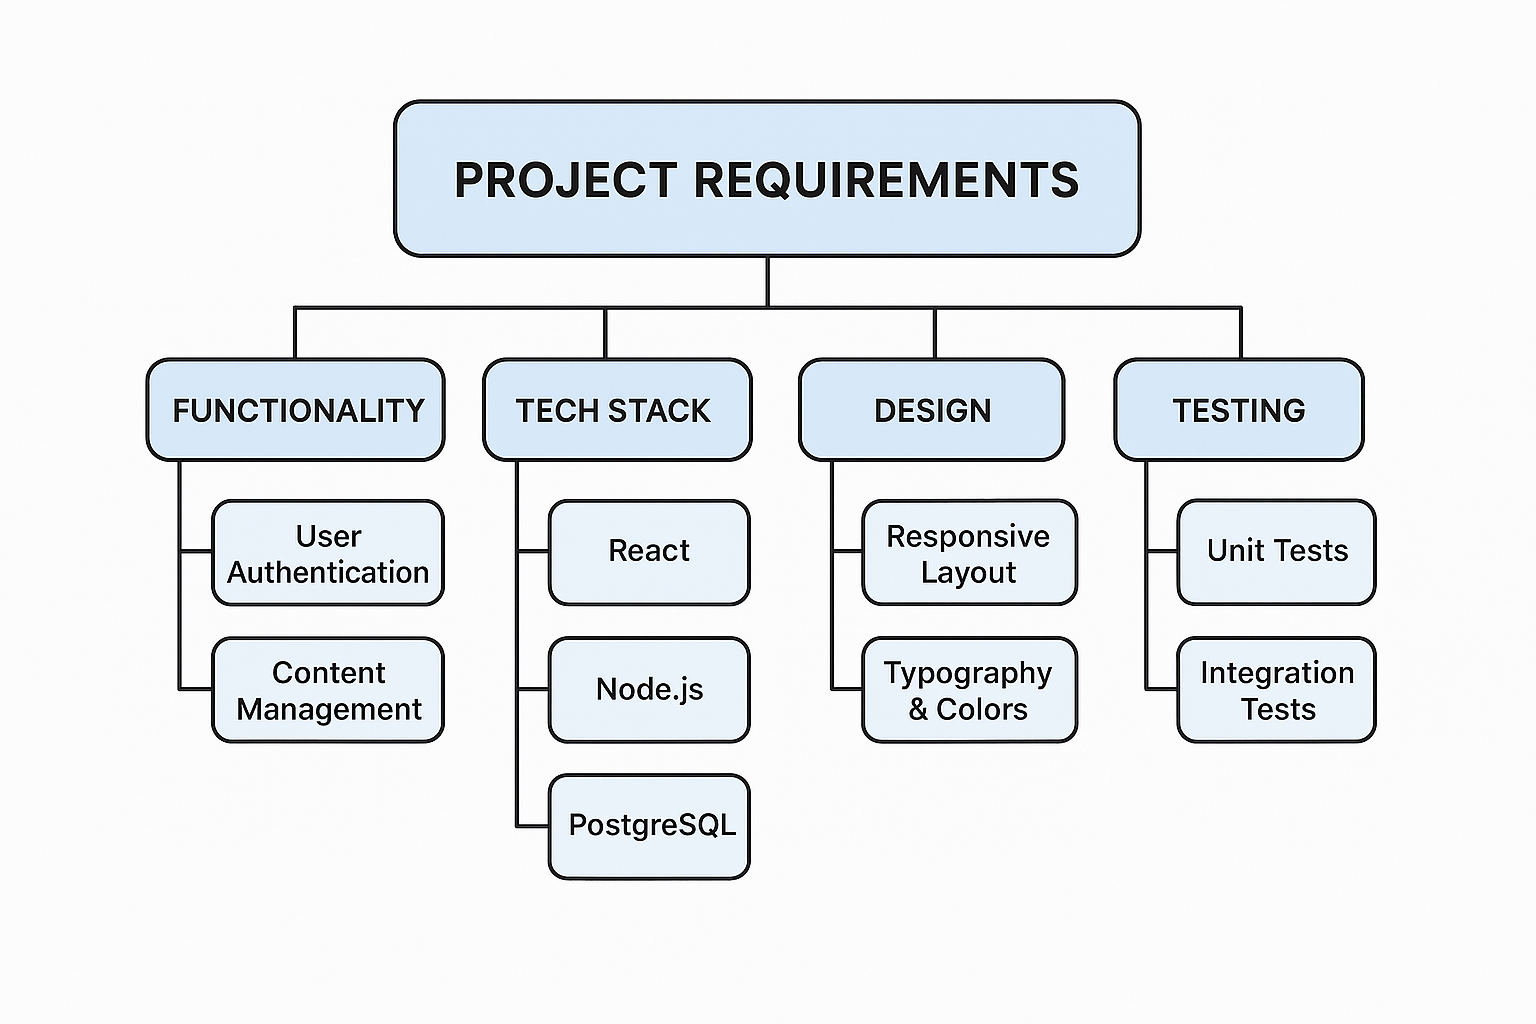 PROJECT REQUIREMENTS
FUNCTIONALITY
User
Authentication
Content
Management
TECH STACK
React
Node.js
PostgreSQL
DESIGN
Responsive
Layout
Typography
& Colors
TESTING
Unit Tests
Integration
Tests